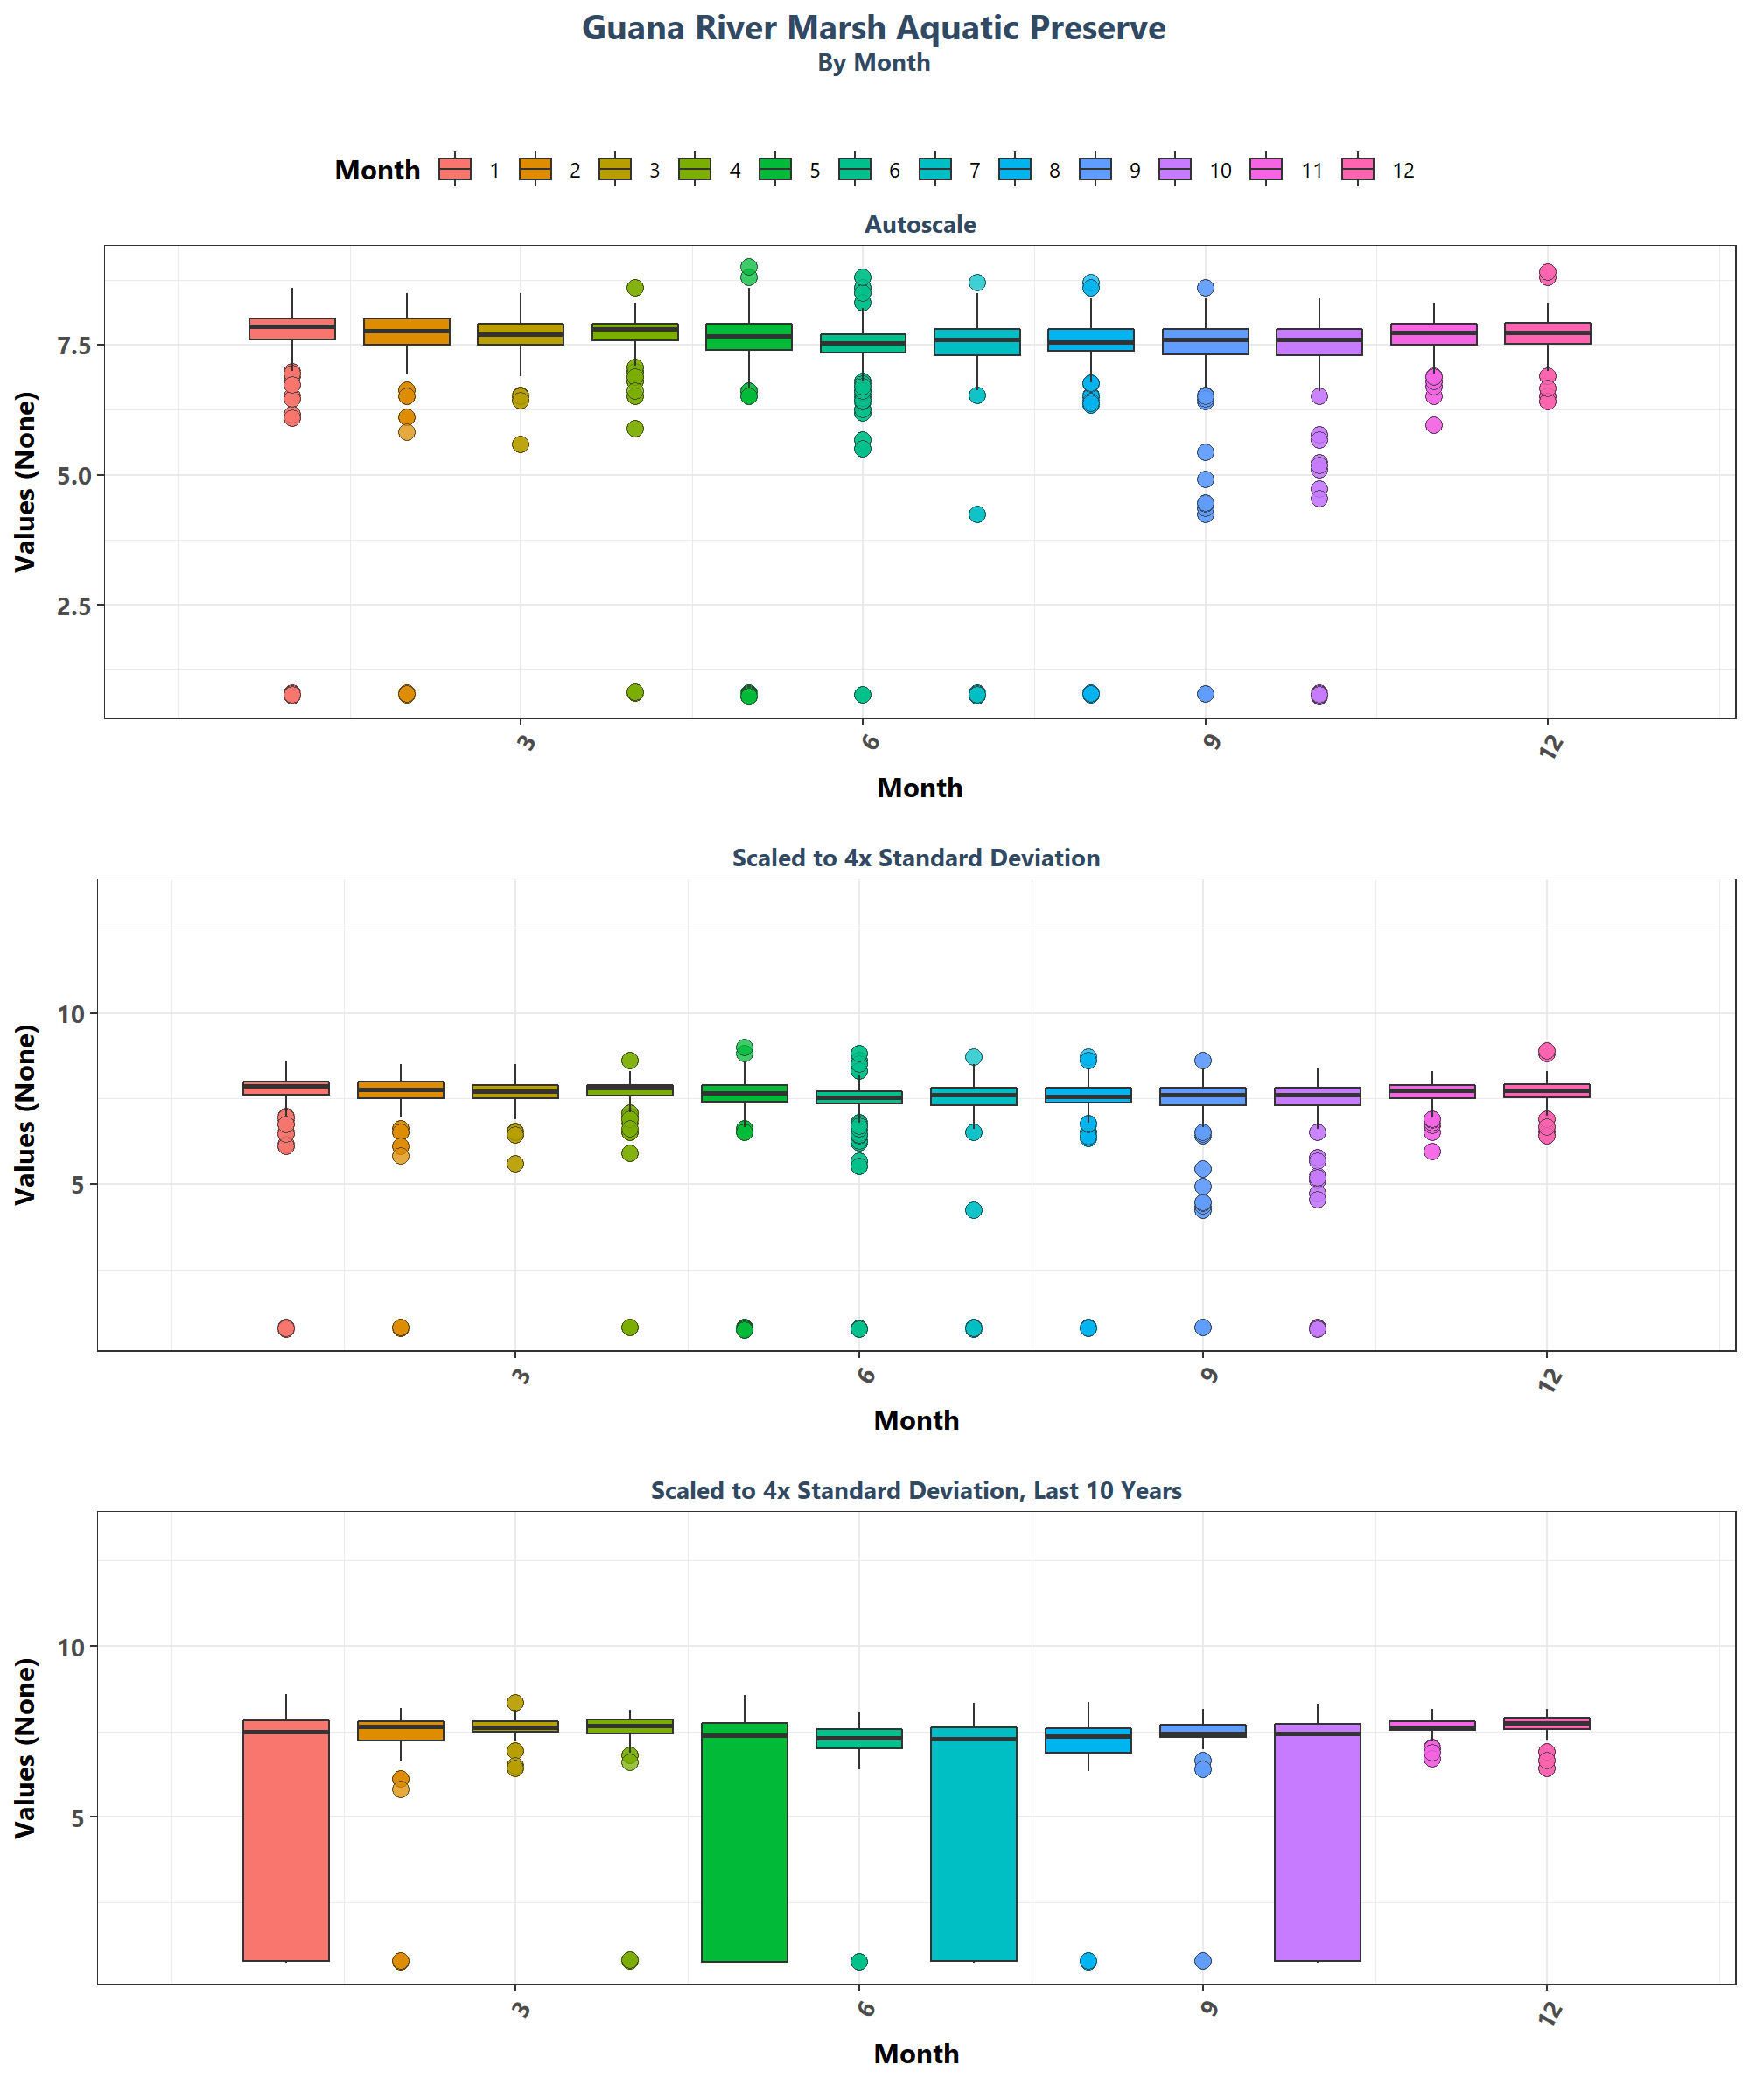 Guana River Marsh Aquatic Preserve
By Month
Month 1 2 3 4 5 6 7 8 9 10 11 12
Autoscale
Values (None)
7.5
5.0
2.5
3 6 9 12
Month
Scaled to 4x Standard Deviation
Values (None)
10
5
3 6 9 12
Month
Scaled to 4x Standard Deviation, Last 10 Years
Values (None)
10
5
3 6 9 12
Month